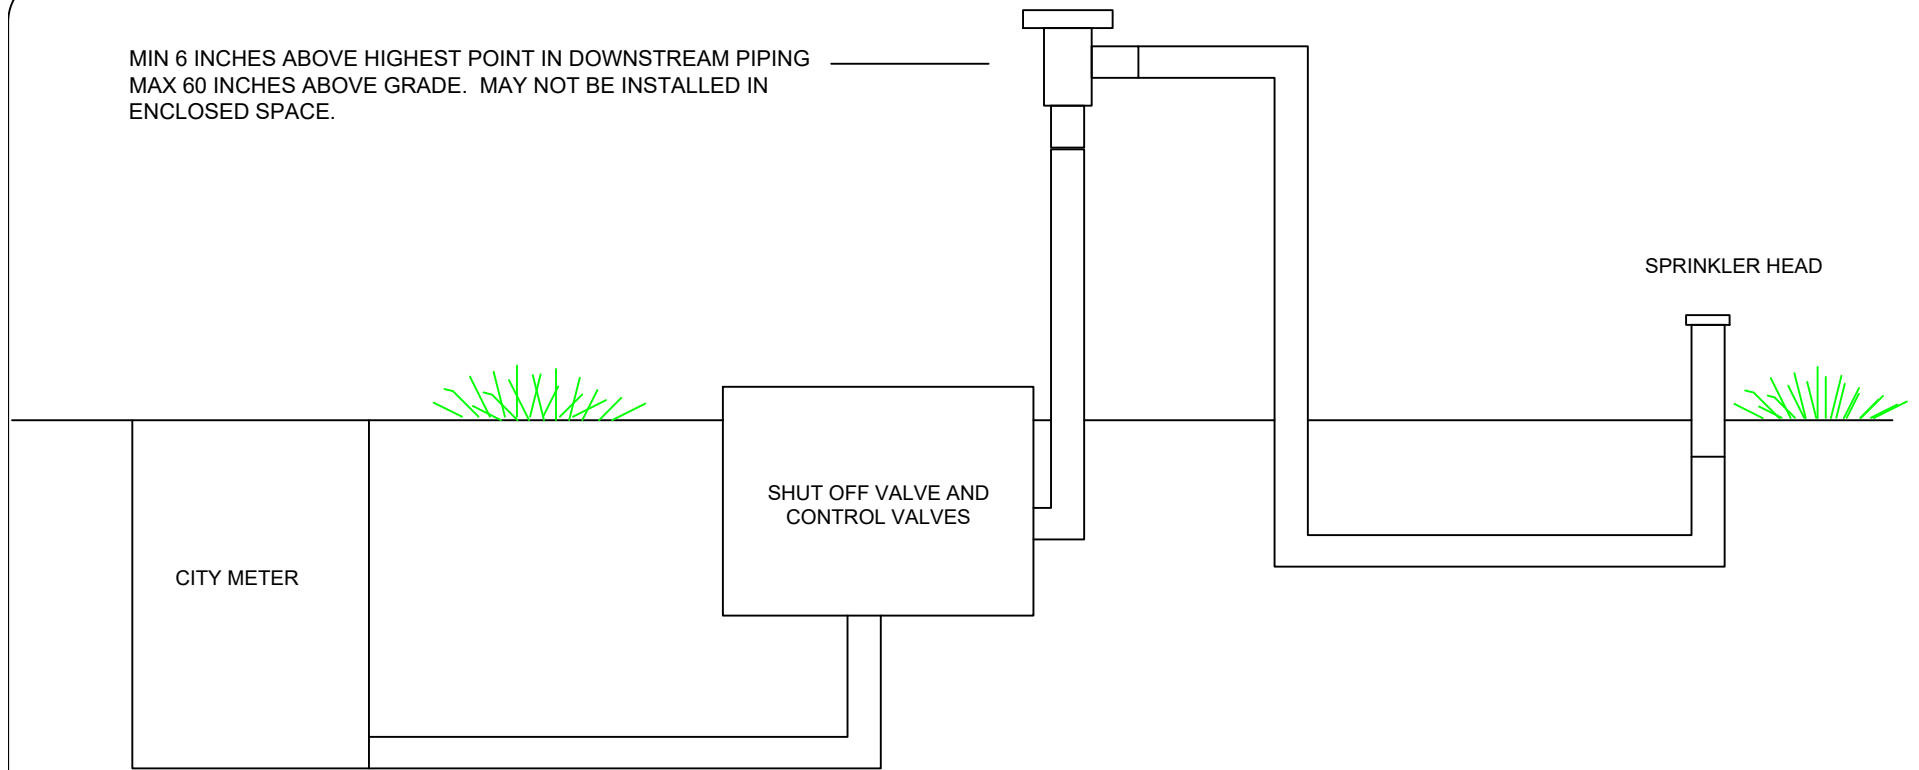 MIN 6 INCHES ABOVE HIGHEST POINT IN DOWNSTREAM PIPING
MAX 60 INCHES ABOVE GRADE.  MAY NOT BE INSTALLED IN
ENCLOSED SPACE.
SPRINKLER HEAD
SHUT OFF VALVE AND
CONTROL VALVES
CITY METER